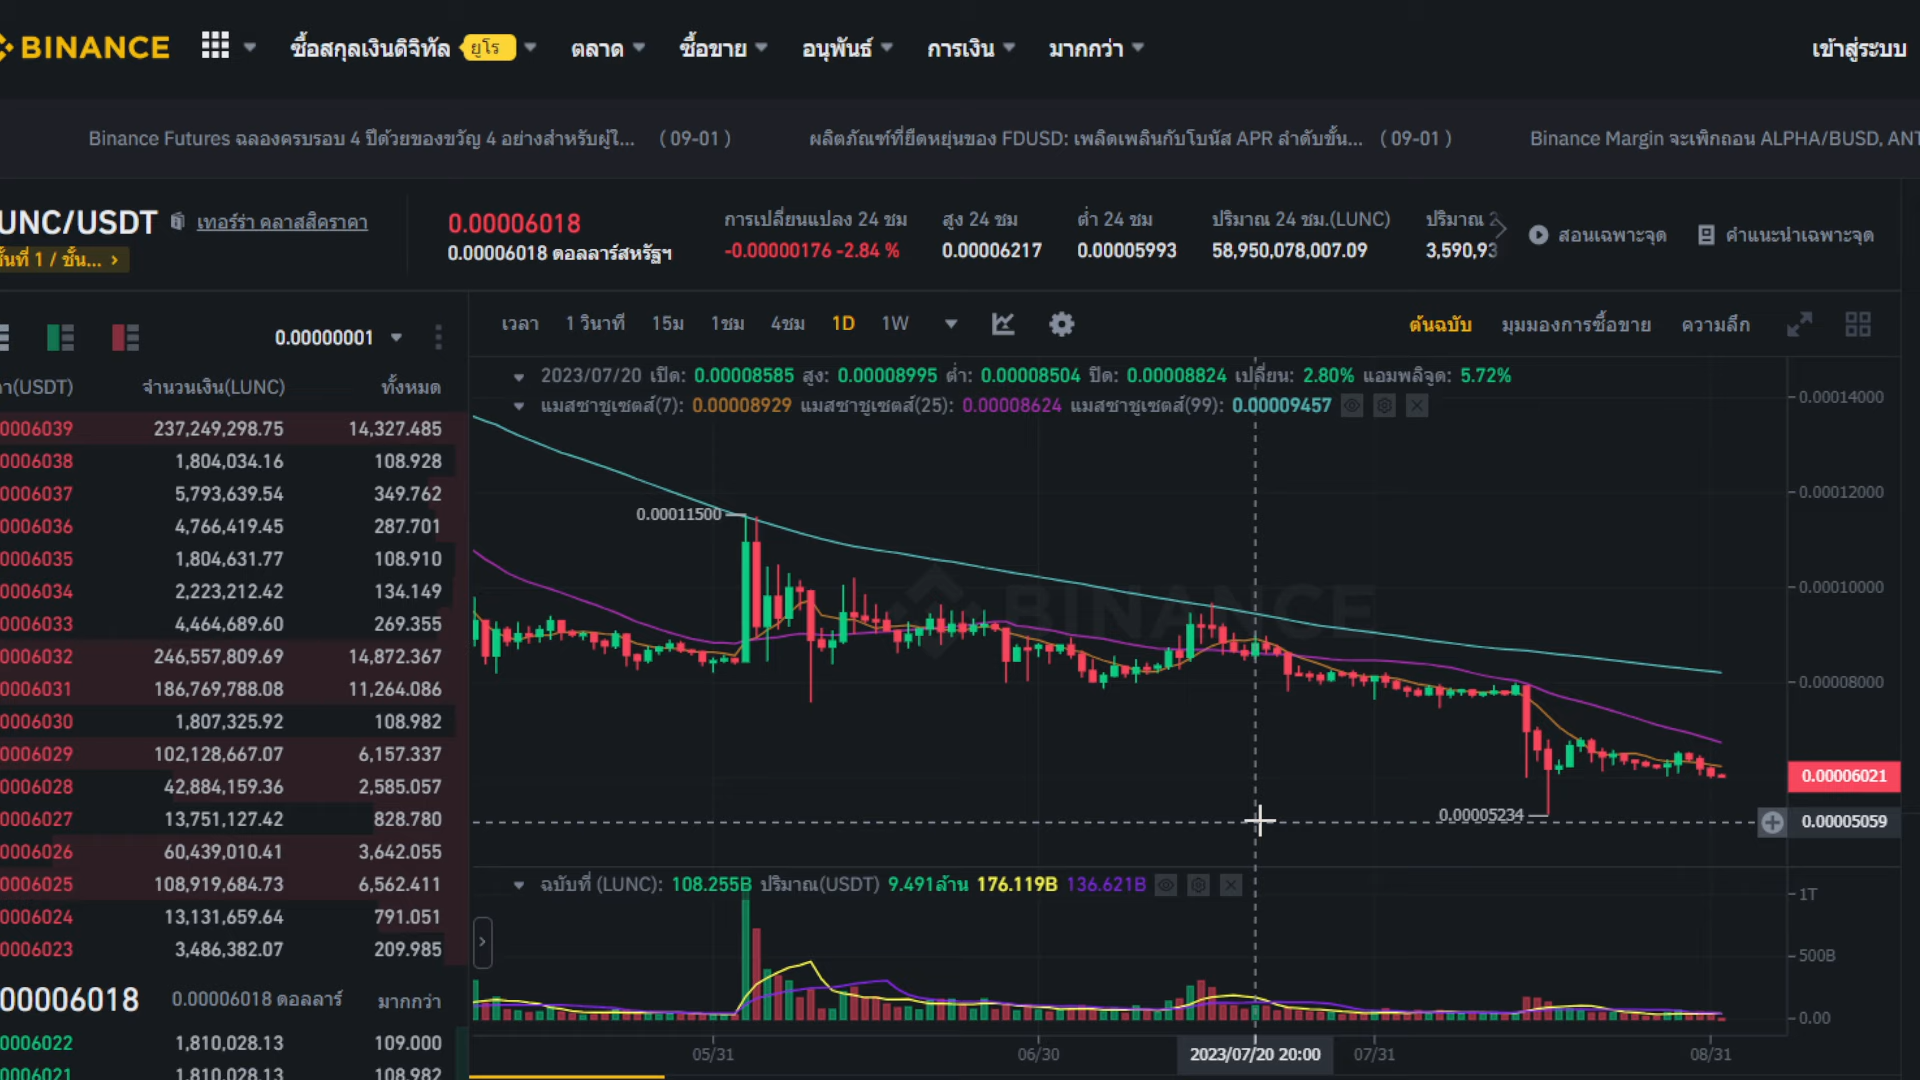 BINANCE ซื้อสกุลเงินดิจิทัล ยูโร ตลาด ซื้อขาย อนุพันธ์ การเงิน มากกว่า เข้าสู่ระบบ
Binance Futures ฉลองครบรอบ 4 ปีด้วยของขวัญ 4 อย่างสำหรับผู้ใ... ( 09-01 ) ผลิตภัณฑ์ที่ยืดหยุ่นของ FDUSD: เพลิดเพลินกับโบนัส APR ลำดับขั้น... ( 09-01 ) Binance Margin จะเพิกถอน ALPHA/BUSD, ANT
UNC/USDT เทอร์ร่า คลาสสิคราคา
ั้นที่ 1 / ชั้น... ›
0.00006018
0.00006018 ดอลลาร์สหรัฐฯ
การเปลี่ยนแปลง 24 ชม
-0.00000176 -2.84 %
สูง 24 ชม
0.00006217
ต่ำ 24 ชม
0.00005993
ปริมาณ 24 ชม.(LUNC)
58,950,078,007.09
ปริมาณ 2
3,590,93
สอนเฉพาะจุด คำแนะนำเฉพาะจุด
0.00000001
า(USDT) จำนวนเงิน(LUNC) ทั้งหมด
0006039 237,249,298.75 14,327.485
0006038 1,804,034.16 108.928
0006037 5,793,639.54 349.762
0006036 4,766,419.45 287.701
0006035 1,804,631.77 108.910
0006034 2,223,212.42 134.149
0006033 4,464,689.60 269.355
0006032 246,557,809.69 14,872.367
0006031 186,769,788.08 11,264.086
0006030 1,807,325.92 108.982
0006029 102,128,667.07 6,157.337
0006028 42,884,159.36 2,585.057
0006027 13,751,127.42 828.780
0006026 60,439,010.41 3,642.055
0006025 108,919,684.73 6,562.411
0006024 13,131,659.64 791.051
0006023 3,486,382.07 209.985
00006018 0.00006018 ดอลลาร์ มากกว่า
0006022 1,810,028.13 109.000
0006021 1,810,028.13 108.982
เวลา 1 วินาที 15ม 1ชม 4ชม 1D 1W ต้นฉบับ มุมมองการซื้อขาย ความลึก
2023/07/20 เปิด: 0.00008585 สูง: 0.00008995 ต่ำ: 0.00008504 ปิด: 0.00008824 เปลี่ยน: 2.80% แอมพลิจูด: 5.72%
แมสซาชูเซตส์(7): 0.00008929 แมสซาชูเซตส์(25): 0.00008624 แมสซาชูเซตส์(99): 0.00009457
0.00014000
0.00012000
0.00011500
0.00010000
BINANCE
0.00008000
0.00006021
0.00005234
0.00005059
ฉบับที่ (LUNC): 108.255B ปริมาณ(USDT) 9.491ล้าน 176.119B 136.621B
1T
500B
0.00
05/31 06/30 2023/07/20 20:00 07/31 08/31